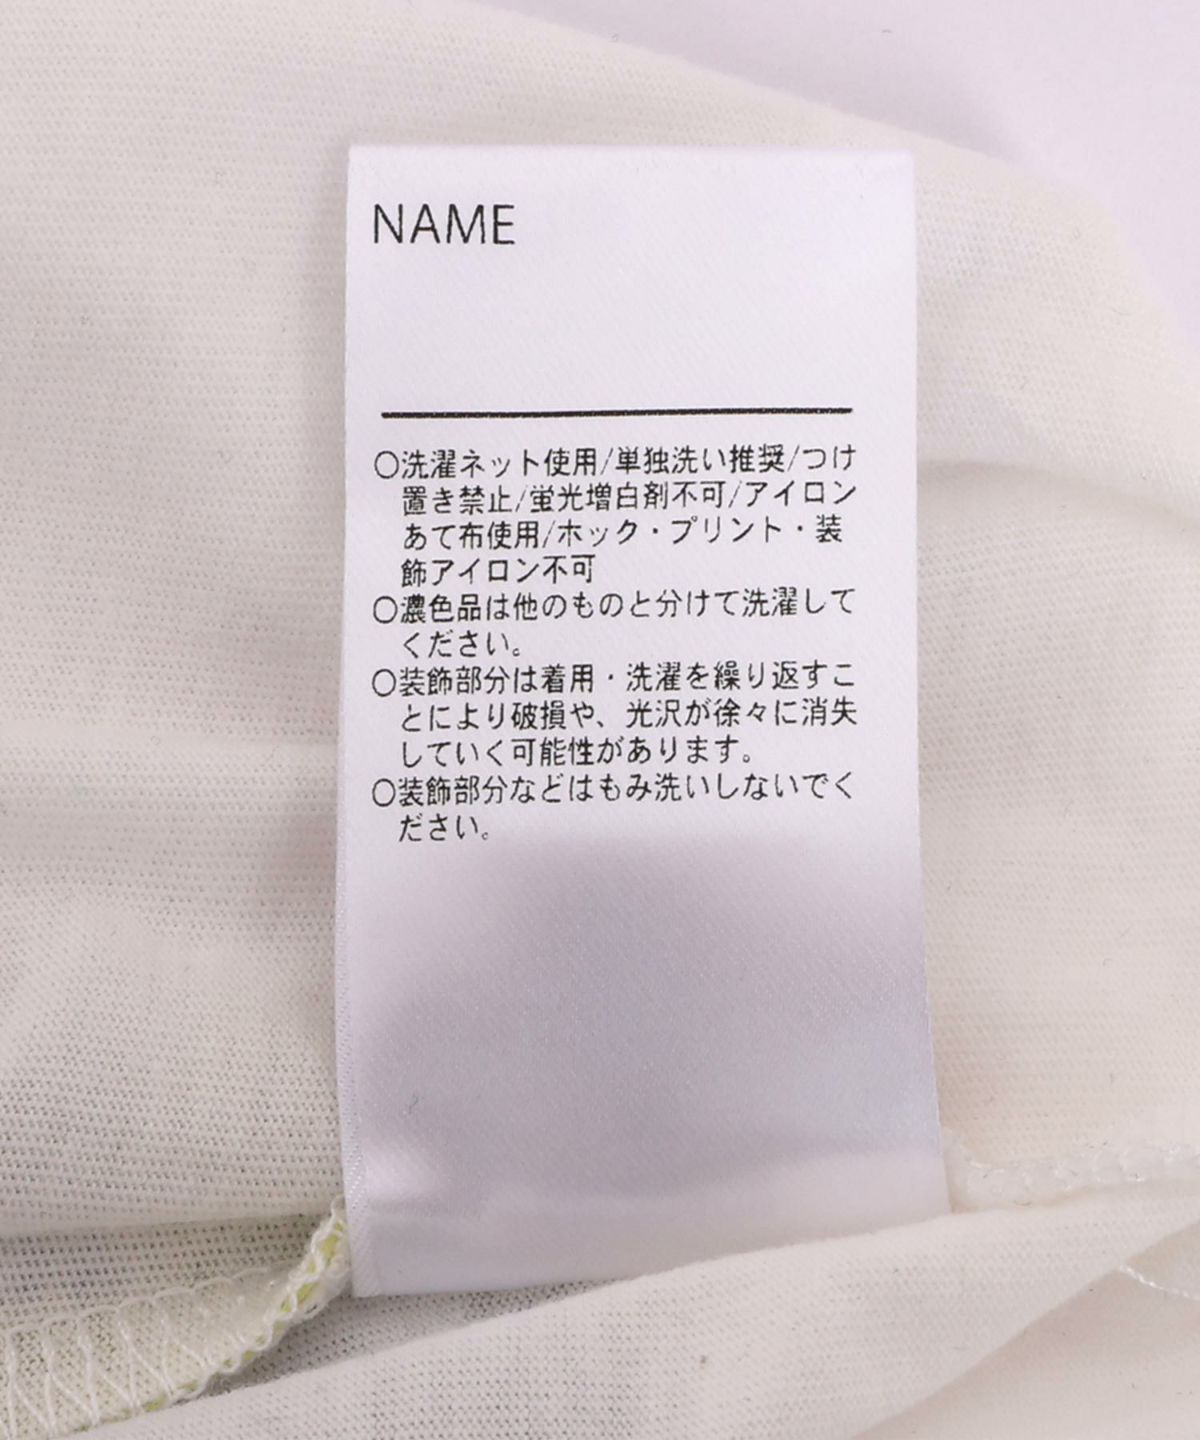 NAME
○洗濯ネット使用/単独洗い推奨/つけ
置き禁止/蛍光増白剤不可/アイロン
あて布使用/ホック・プリント・装
飾アイロン不可
○濃色品は他のものと分けて洗濯して
ください。
○装飾部分は着用・洗濯を繰り返すこ
とにより破損や、光沢が徐々に消失
していく可能性があります。
○装飾部分などはもみ洗いしないでく
ださい。